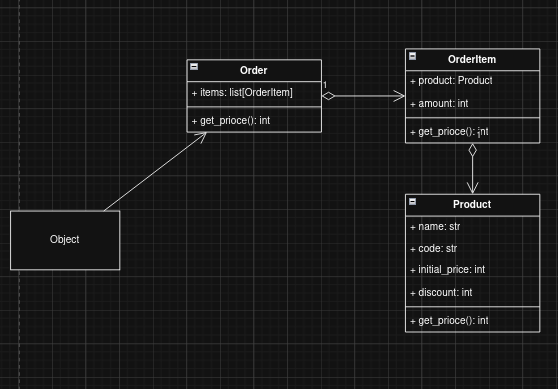 Order
+ items: list[OrderItem]
+ get_prioce(): int
1
OrderItem
+ product: Product
+ amount: int
+ get_prioce(): int
1
Product
+ name: str
+ code: str
+ initial_price: int
+ discount: int
+ get_prioce(): int
Object